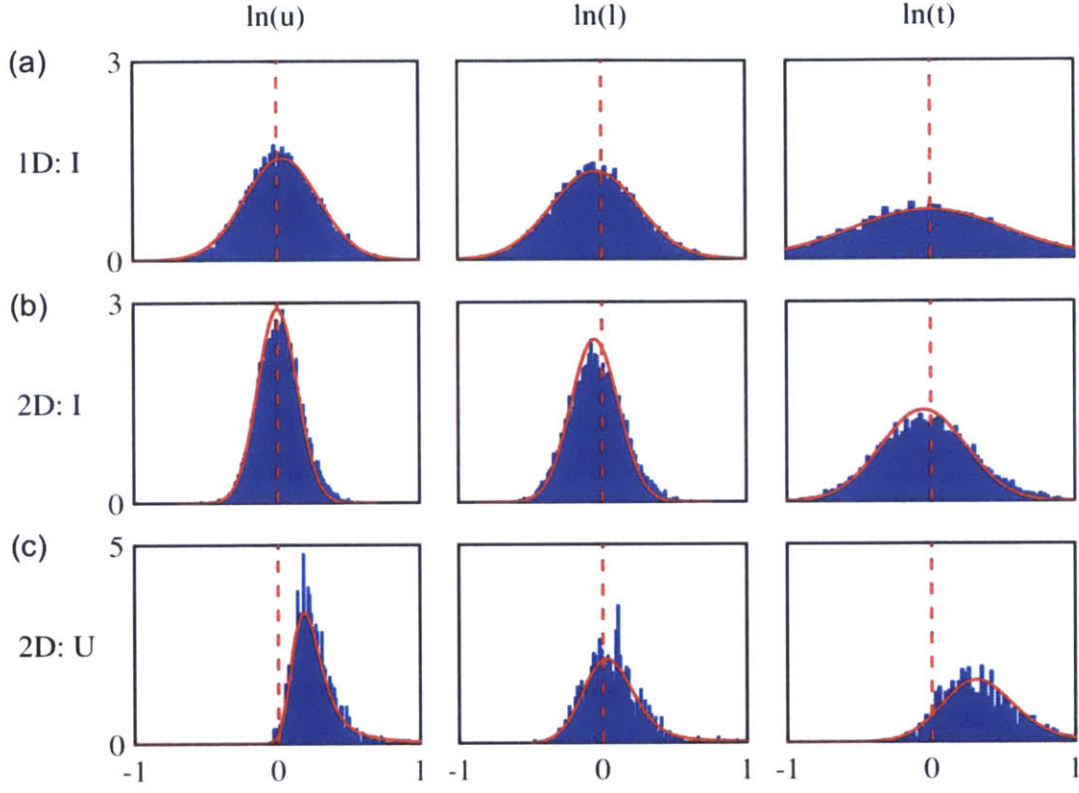 ln(u) ln(l) ln(t)
(a)
3
1D: I
0
(b)
3
2D: I
0
(c)
5
2D: U
0
-1 0 1 -1 0 1 -1 0 1